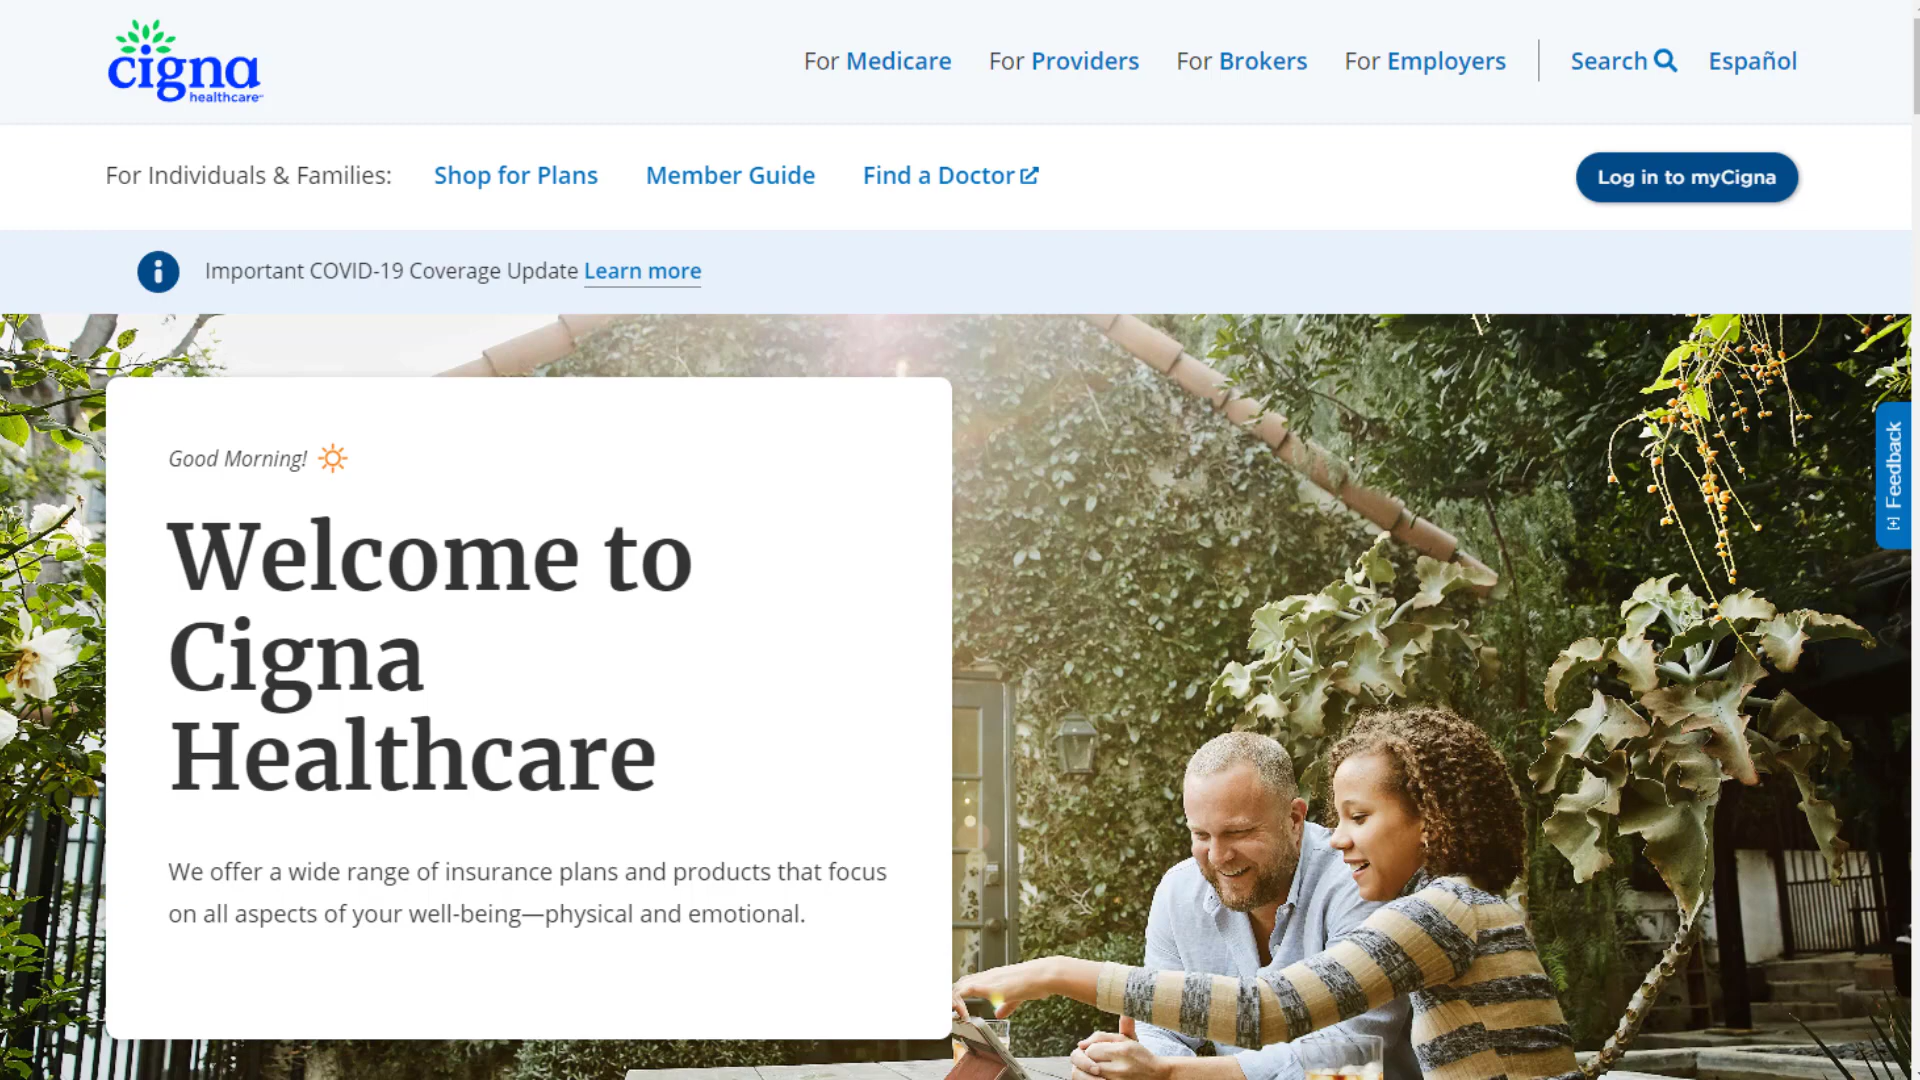 cigna
healthcare
For Medicare
For Providers
For Brokers
For Employers
Search
Español
For Individuals & Families:
Shop for Plans
Member Guide
Find a Doctor
Log in to myCigna
Important COVID-19 Coverage Update Learn more
Good Morning!
Welcome to
Cigna
Healthcare
We offer a wide range of insurance plans and products that focus
on all aspects of your well-being—physical and emotional.
[+] Feedback